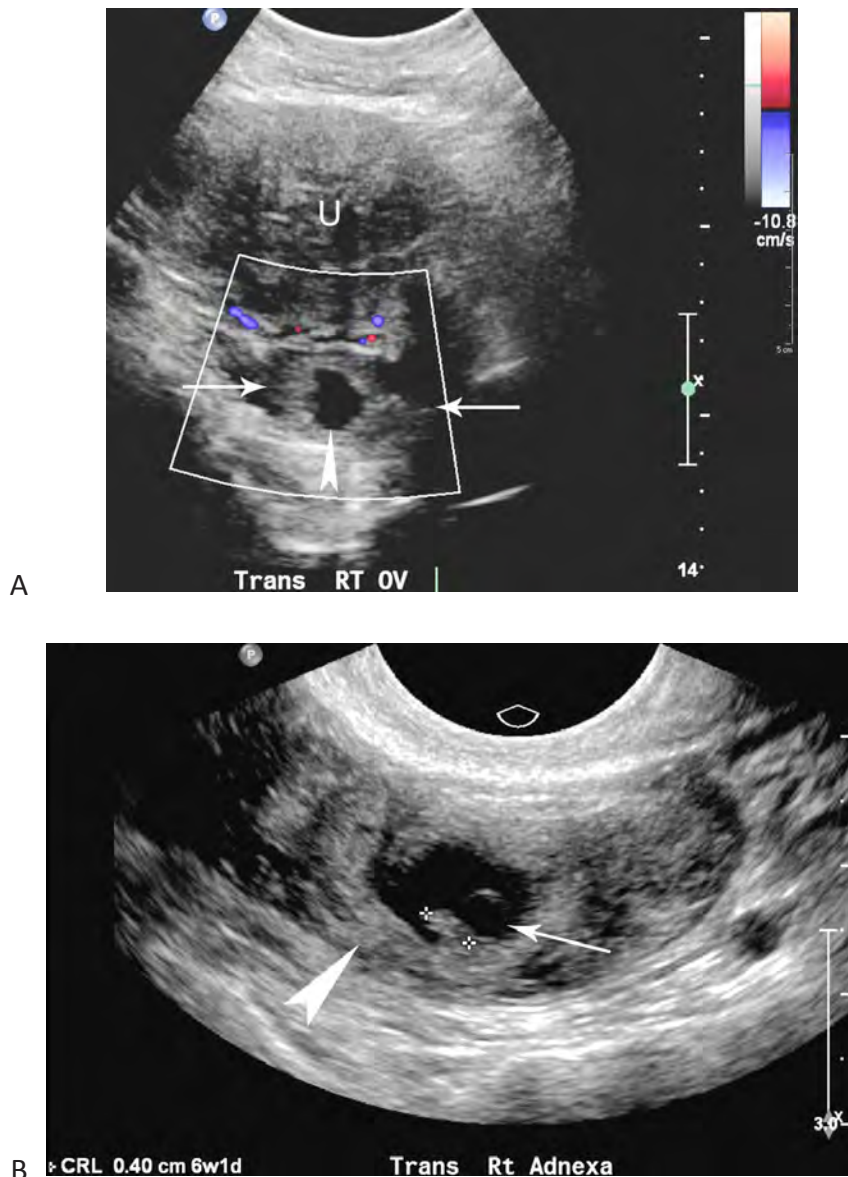 P
U
-10.8
cm/s
5 cm
x
14
Trans RT OV
A
P
3.0
x
CRL 0.40 cm 6w1d
Trans Rt Adnexa
B